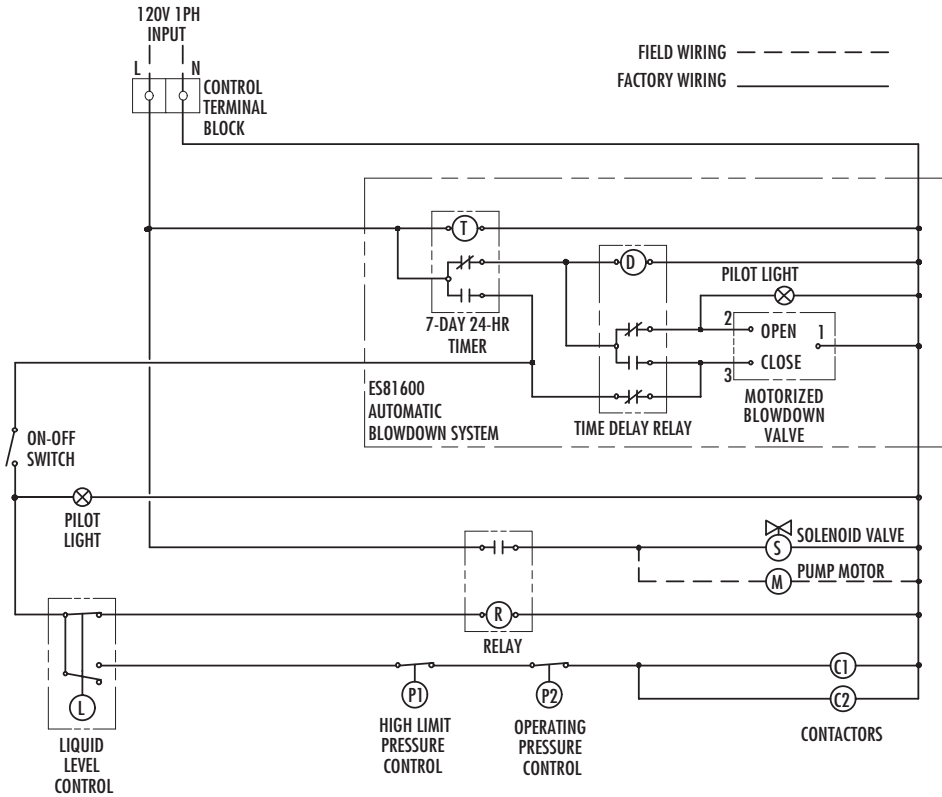 120V 1PH
INPUT
L
N
CONTROL
TERMINAL
BLOCK
FIELD WIRING
FACTORY WIRING
T
7-DAY 24-HR
TIMER
D
PILOT LIGHT
2
OPEN
1
CLOSE
3
MOTORIZED
BLOWDOWN
VALVE
TIME DELAY RELAY
ES81600
AUTOMATIC
BLOWDOWN SYSTEM
ON-OFF
SWITCH
PILOT
LIGHT
SOLENOID VALVE
S
PUMP MOTOR
M
R
RELAY
L
LIQUID
LEVEL
CONTROL
P1
HIGH LIMIT
PRESSURE
CONTROL
P2
OPERATING
PRESSURE
CONTROL
C1
C2
CONTACTORS